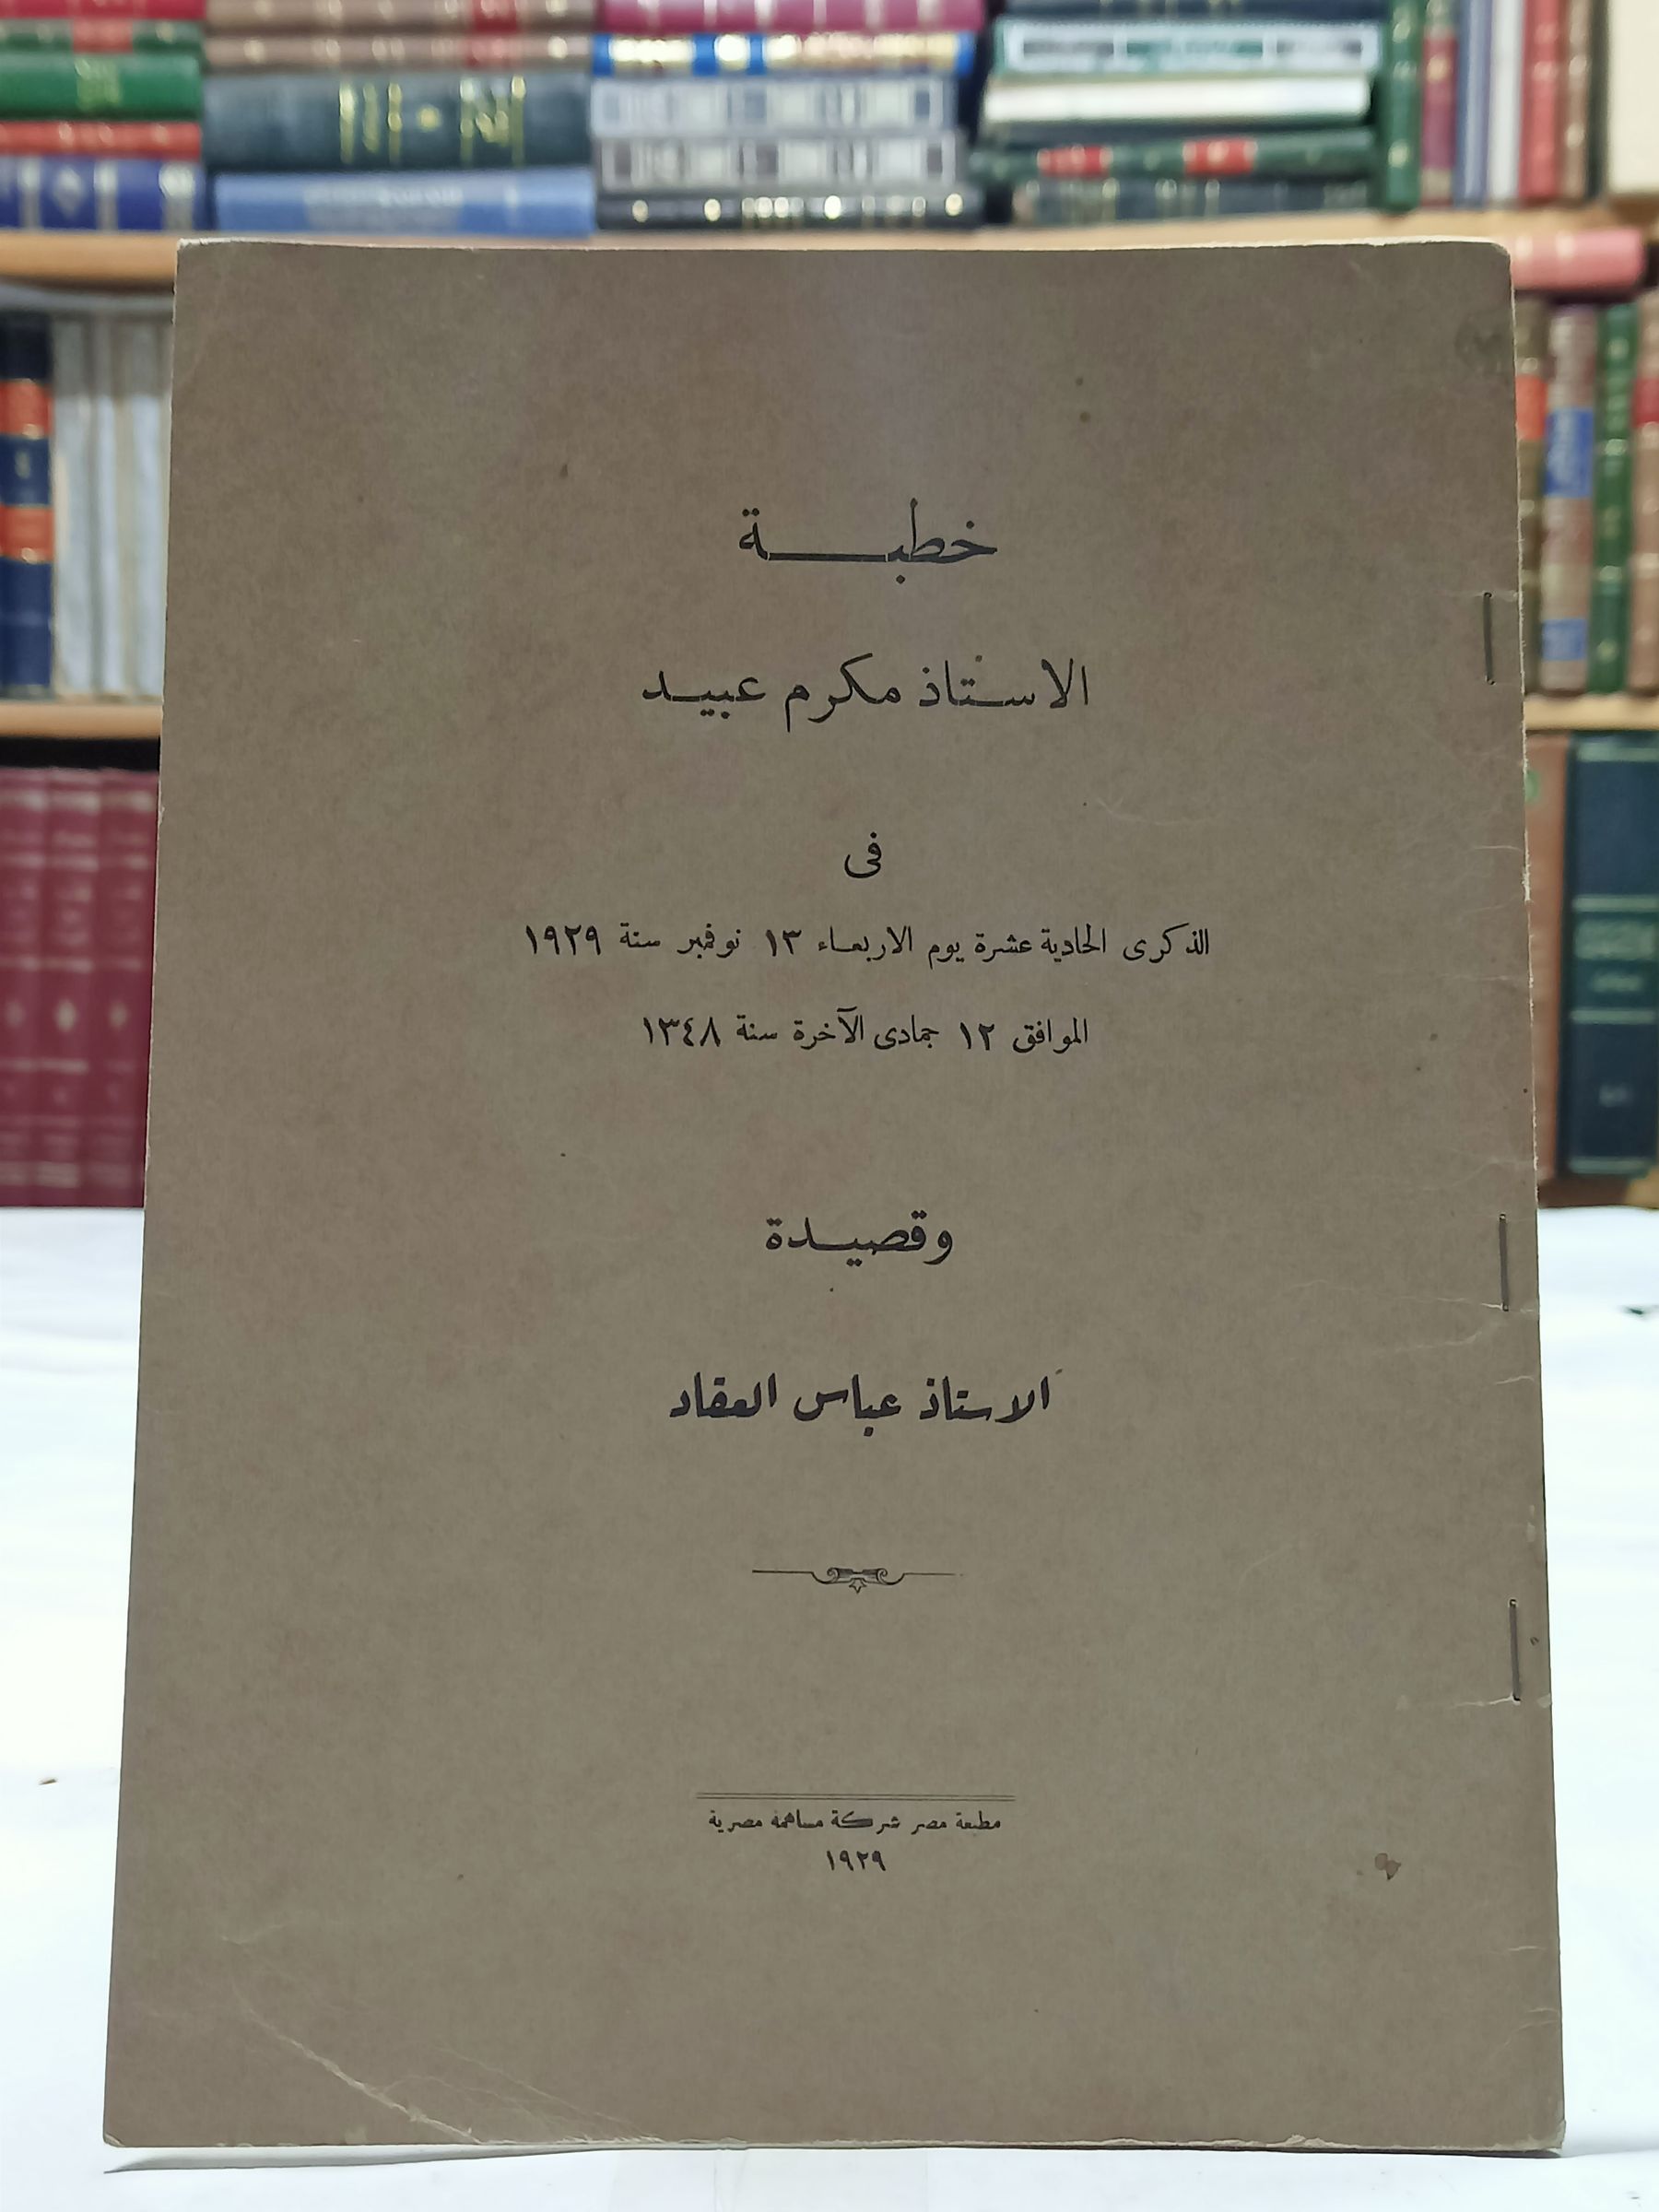 خطبة
الاستاذ مكرم عبيد
فى
الذكرى الحادية عشرة يوم الاربعاء ١٣ نوفمبر سنة ١٩٢٩
الموافق ١٢ جمادى الآخرة سنة ١٣٤٨
وقصيدة
الاستاذ عباس العقاد
مطبعة مصر شركة مساهمة مصرية
١٩٢٩